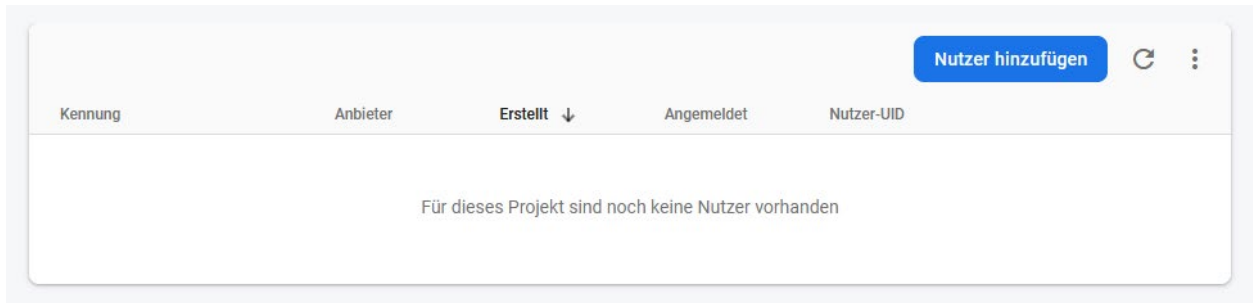 Nutzer hinzufügen
Kennung Anbieter Erstellt Angemeldet Nutzer-UID
Für dieses Projekt sind noch keine Nutzer vorhanden